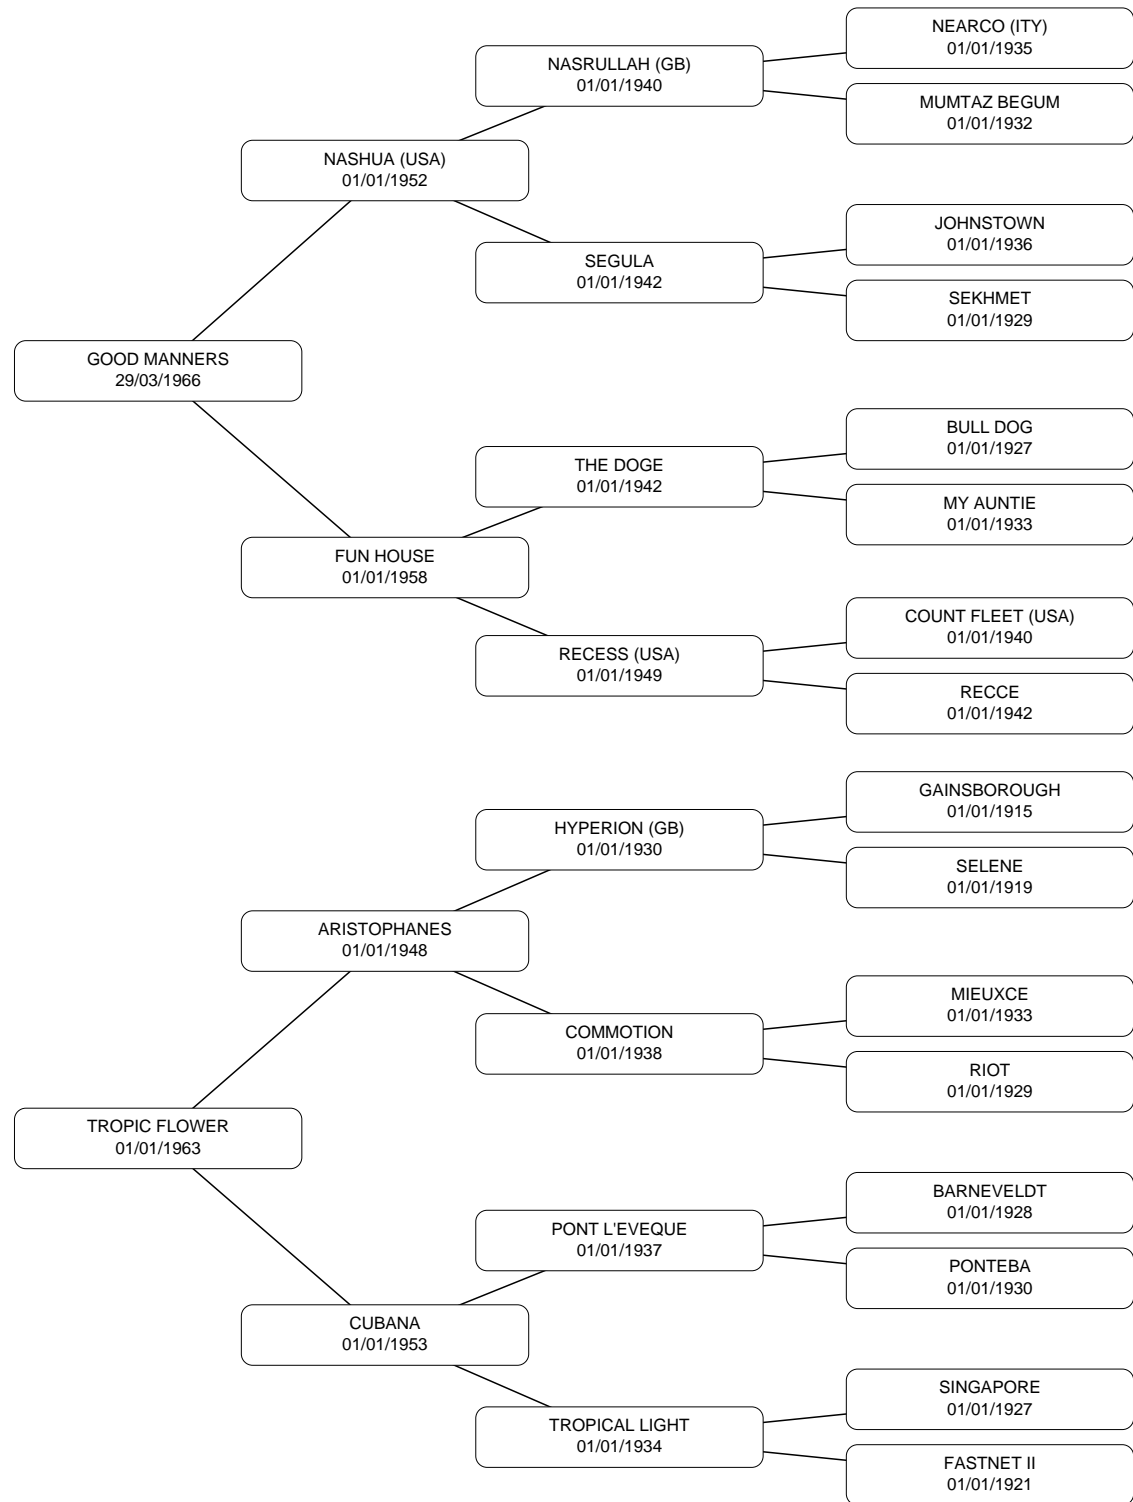 NEARCO (ITY)
01/01/1935
NASRULLAH (GB)
01/01/1940
MUMTAZ BEGUM
01/01/1932
NASHUA (USA)
01/01/1952
JOHNSTOWN
01/01/1936
SEGULA
01/01/1942
SEKHMET
01/01/1929
GOOD MANNERS
29/03/1966
BULL DOG
01/01/1927
THE DOGE
01/01/1942
MY AUNTIE
01/01/1933
FUN HOUSE
01/01/1958
COUNT FLEET (USA)
01/01/1940
RECESS (USA)
01/01/1949
RECCE
01/01/1942
GAINSBOROUGH
01/01/1915
HYPERION (GB)
01/01/1930
SELENE
01/01/1919
ARISTOPHANES
01/01/1948
MIEUXCE
01/01/1933
COMMOTION
01/01/1938
RIOT
01/01/1929
TROPIC FLOWER
01/01/1963
BARNEVELDT
01/01/1928
PONT L'EVEQUE
01/01/1937
PONTEBA
01/01/1930
CUBANA
01/01/1953
SINGAPORE
01/01/1927
TROPICAL LIGHT
01/01/1934
FASTNET II
01/01/1921